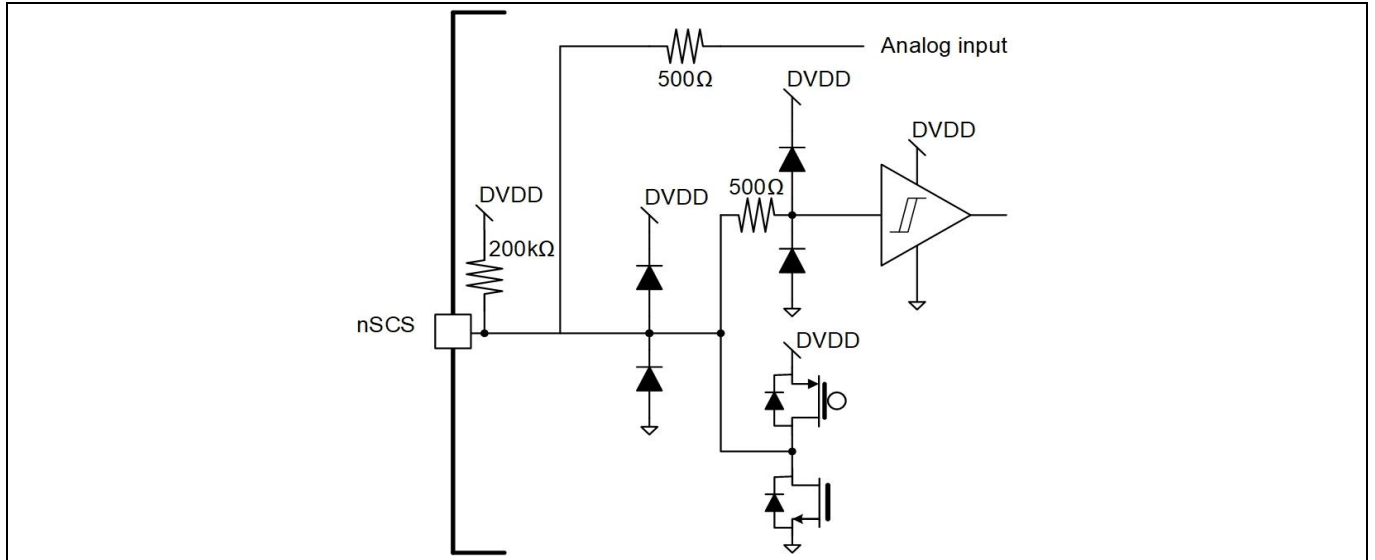 Analog input
500Ω
DVDD
DVDD
DVDD
DVDD
500Ω
200kΩ
nSCS
DVDD